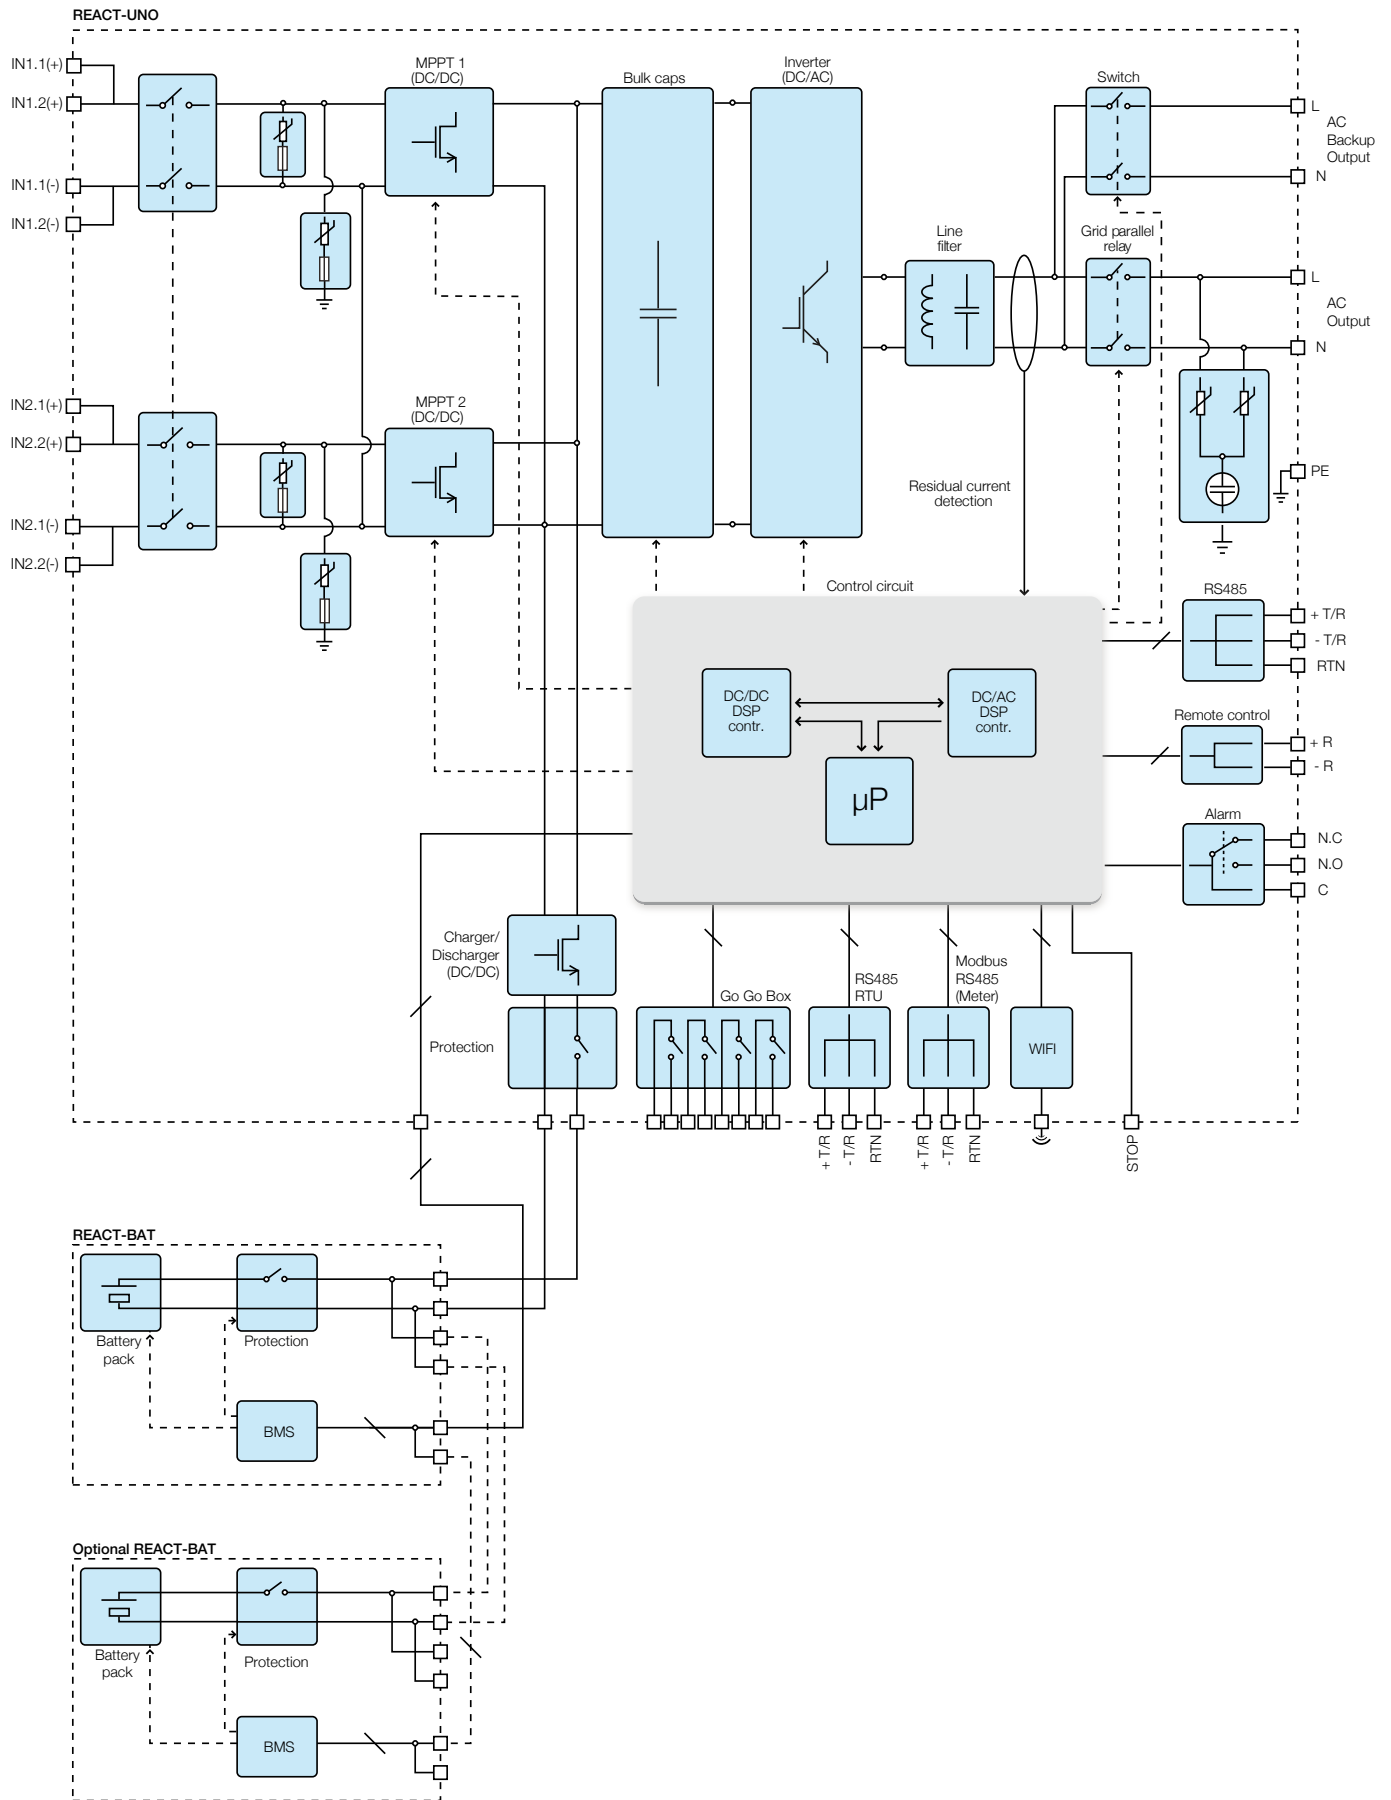 REACT-UNO
IN1.1(+)
IN1.2(+)
IN1.1(-)
IN1.2(-)
MPPT 1
(DC/DC)
Bulk caps
Inverter
(DC/AC)
Switch
L
AC
Backup
Output
N
Line
filter
Grid parallel
relay
L
AC
Output
N
IN2.1(+)
IN2.2(+)
IN2.1(-)
IN2.2(-)
MPPT 2
(DC/DC)
Residual current
detection
PE
Control circuit
RS485
+ T/R
- T/R
RTN
DC/DC
DSP
contr.
DC/AC
DSP
contr.
µP
Remote control
+ R
- R
Alarm
N.C
N.O
C
Charger/
Discharger
(DC/DC)
Protection
Go Go Box
RS485
RTU
Modbus
RS485
(Meter)
WIFI
+ T/R
- T/R
RTN
+ T/R
- T/R
RTN
STOP
REACT-BAT
Battery
pack
Protection
BMS
Optional REACT-BAT
Battery
pack
Protection
BMS